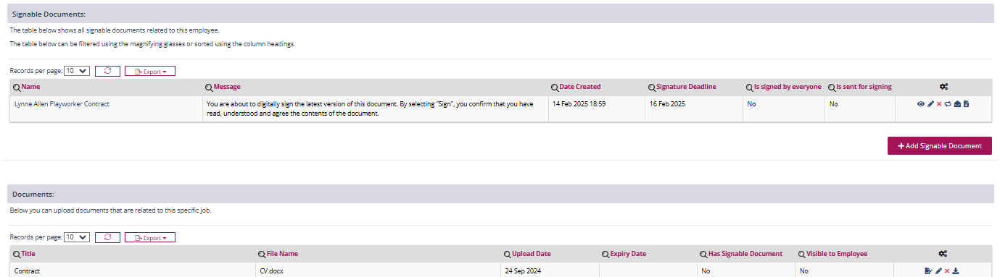 Signable Documents:
The table below shows all signable documents related to this employee.
The table below can be filtered using the magnifying glasses or sorted using the column headings.
Records per page: 10 Export
Name Message Date Created Signature Deadline Is signed by everyone Is sent for signing
Lynne Allen Playworker Contract You are about to digitally sign the latest version of this document. By selecting "Sign", you confirm that you have 14 Feb 2025 18:59 16 Feb 2025 No No
read, understood and agree the contents of the document.
+ Add Signable Document
Documents:
Below you can upload documents that are related to this specific job.
Records per page: 10 Export
Title File Name Upload Date Expiry Date Has Signable Document Visible to Employee
Contract CV.docx 24 Sep 2024 No No